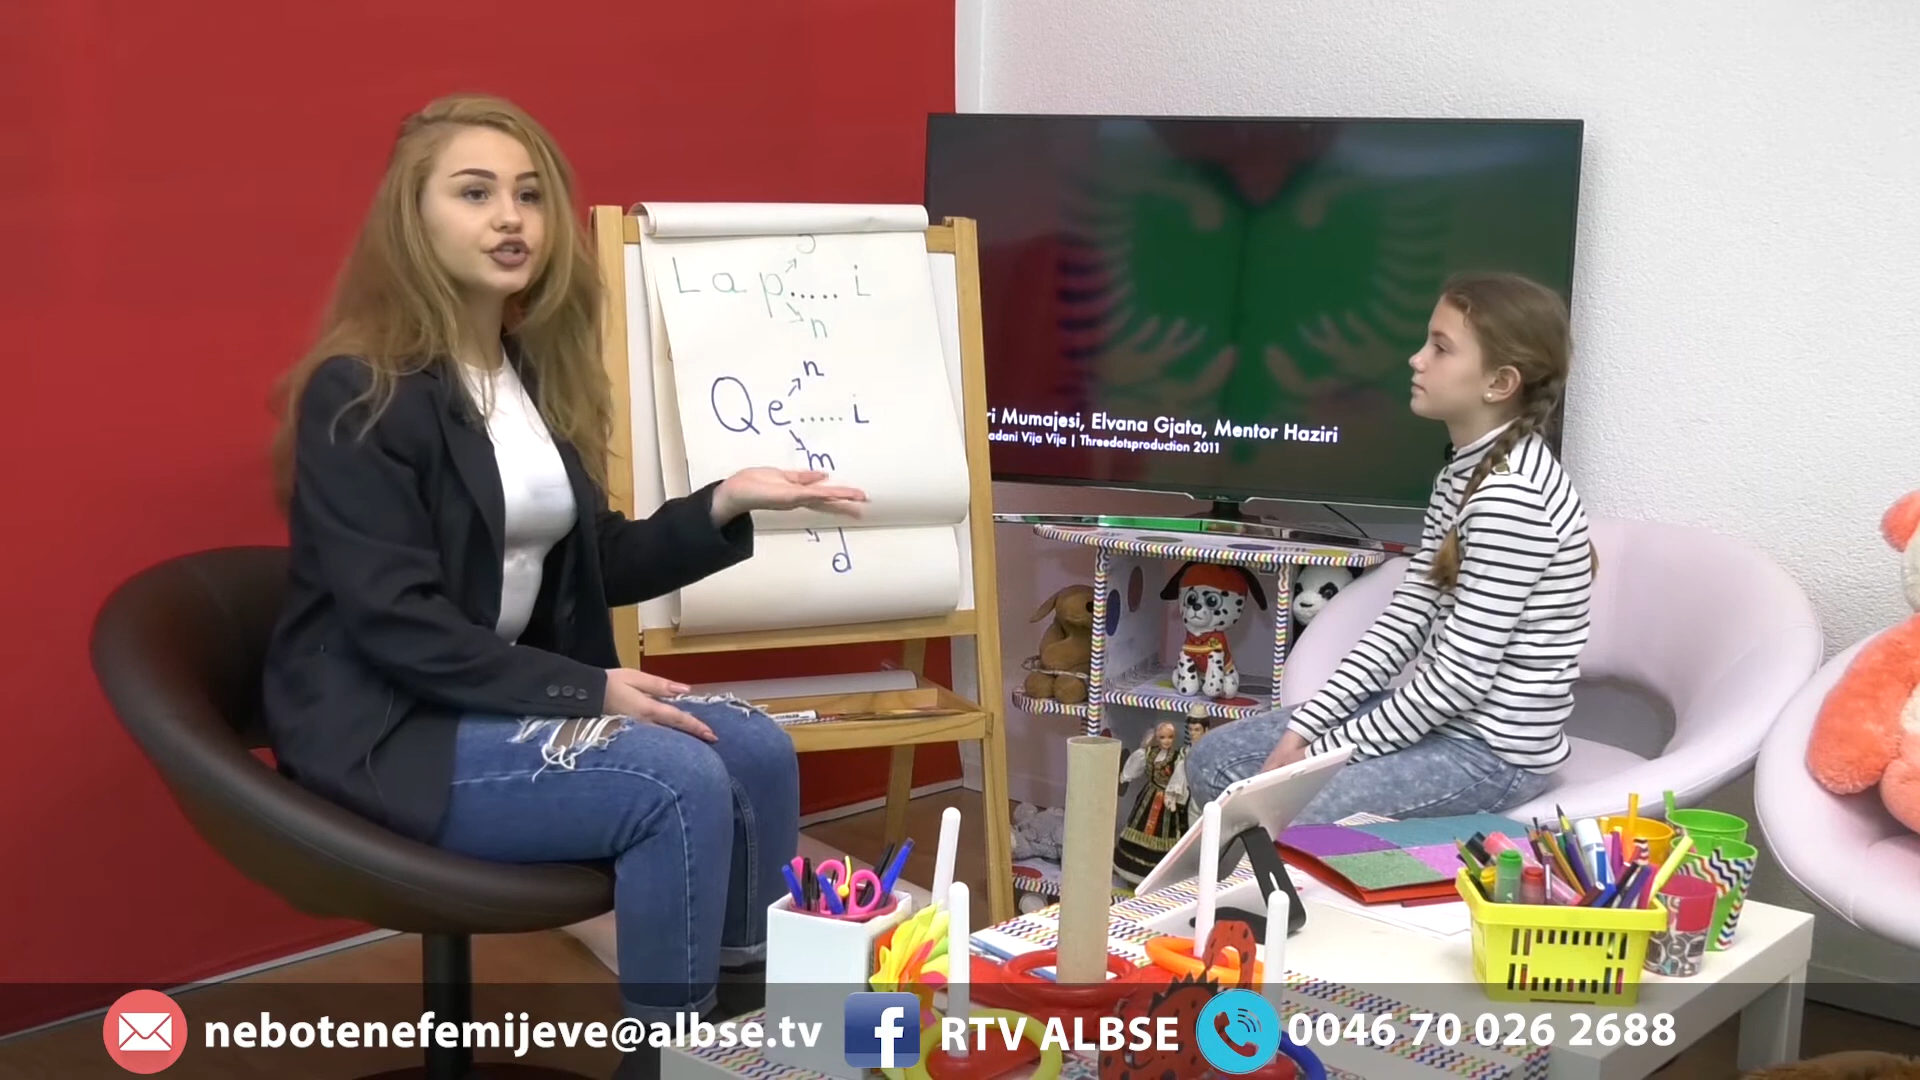 Lap.....i
n
n
Qe.....i
m
d
ri Mumajesi, Elvana Gjata, Mentor Haziri
adani Vija Vija | Threedotsproduction 2011
nebotenefemijeve@albse.tv
RTV ALBSE
0046 70 026 2688